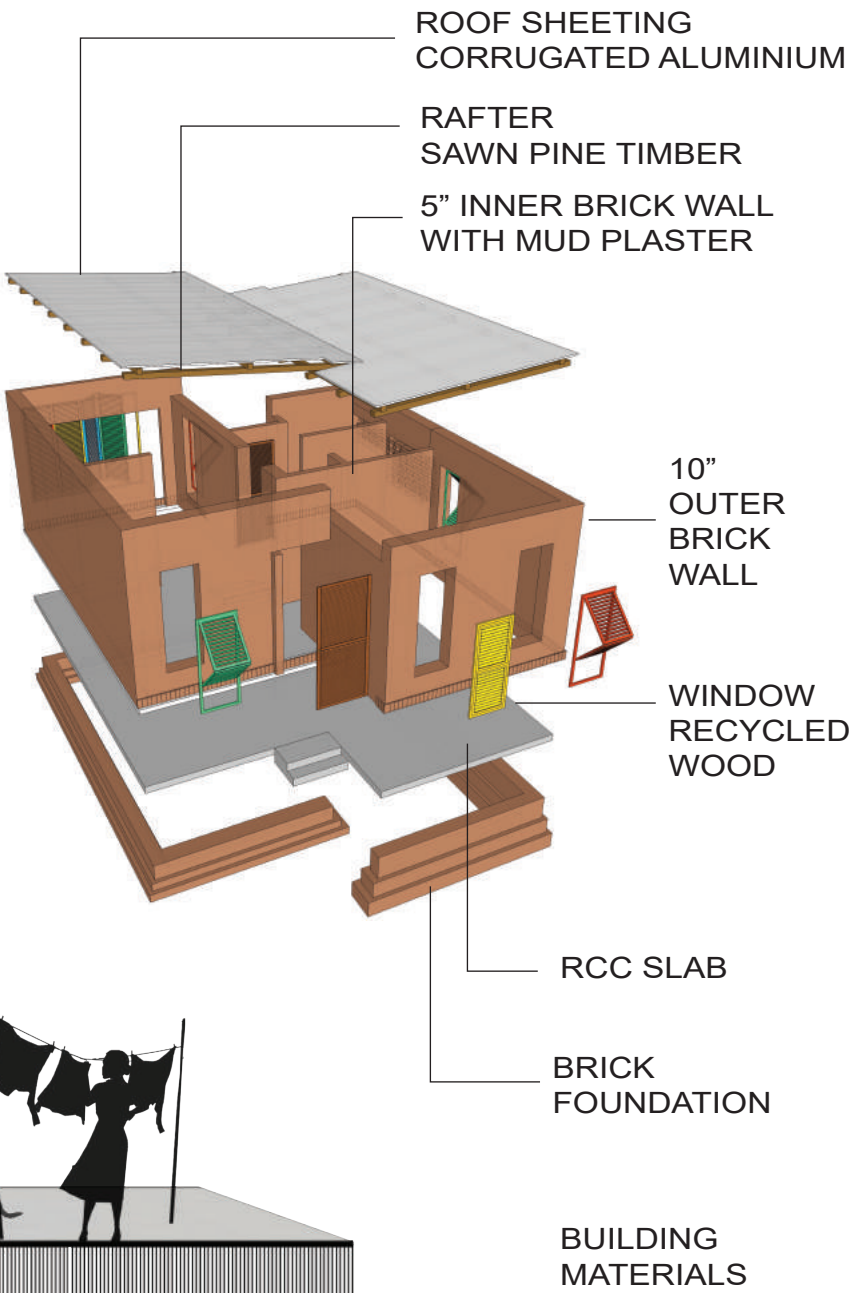 ROOF SHEETING
CORRUGATED ALUMINIUM
RAFTER
SAWN PINE TIMBER
5” INNER BRICK WALL
WITH MUD PLASTER
10”
OUTER
BRICK
WALL
WINDOW
RECYCLED
WOOD
RCC SLAB
BRICK
FOUNDATION
BUILDING
MATERIALS